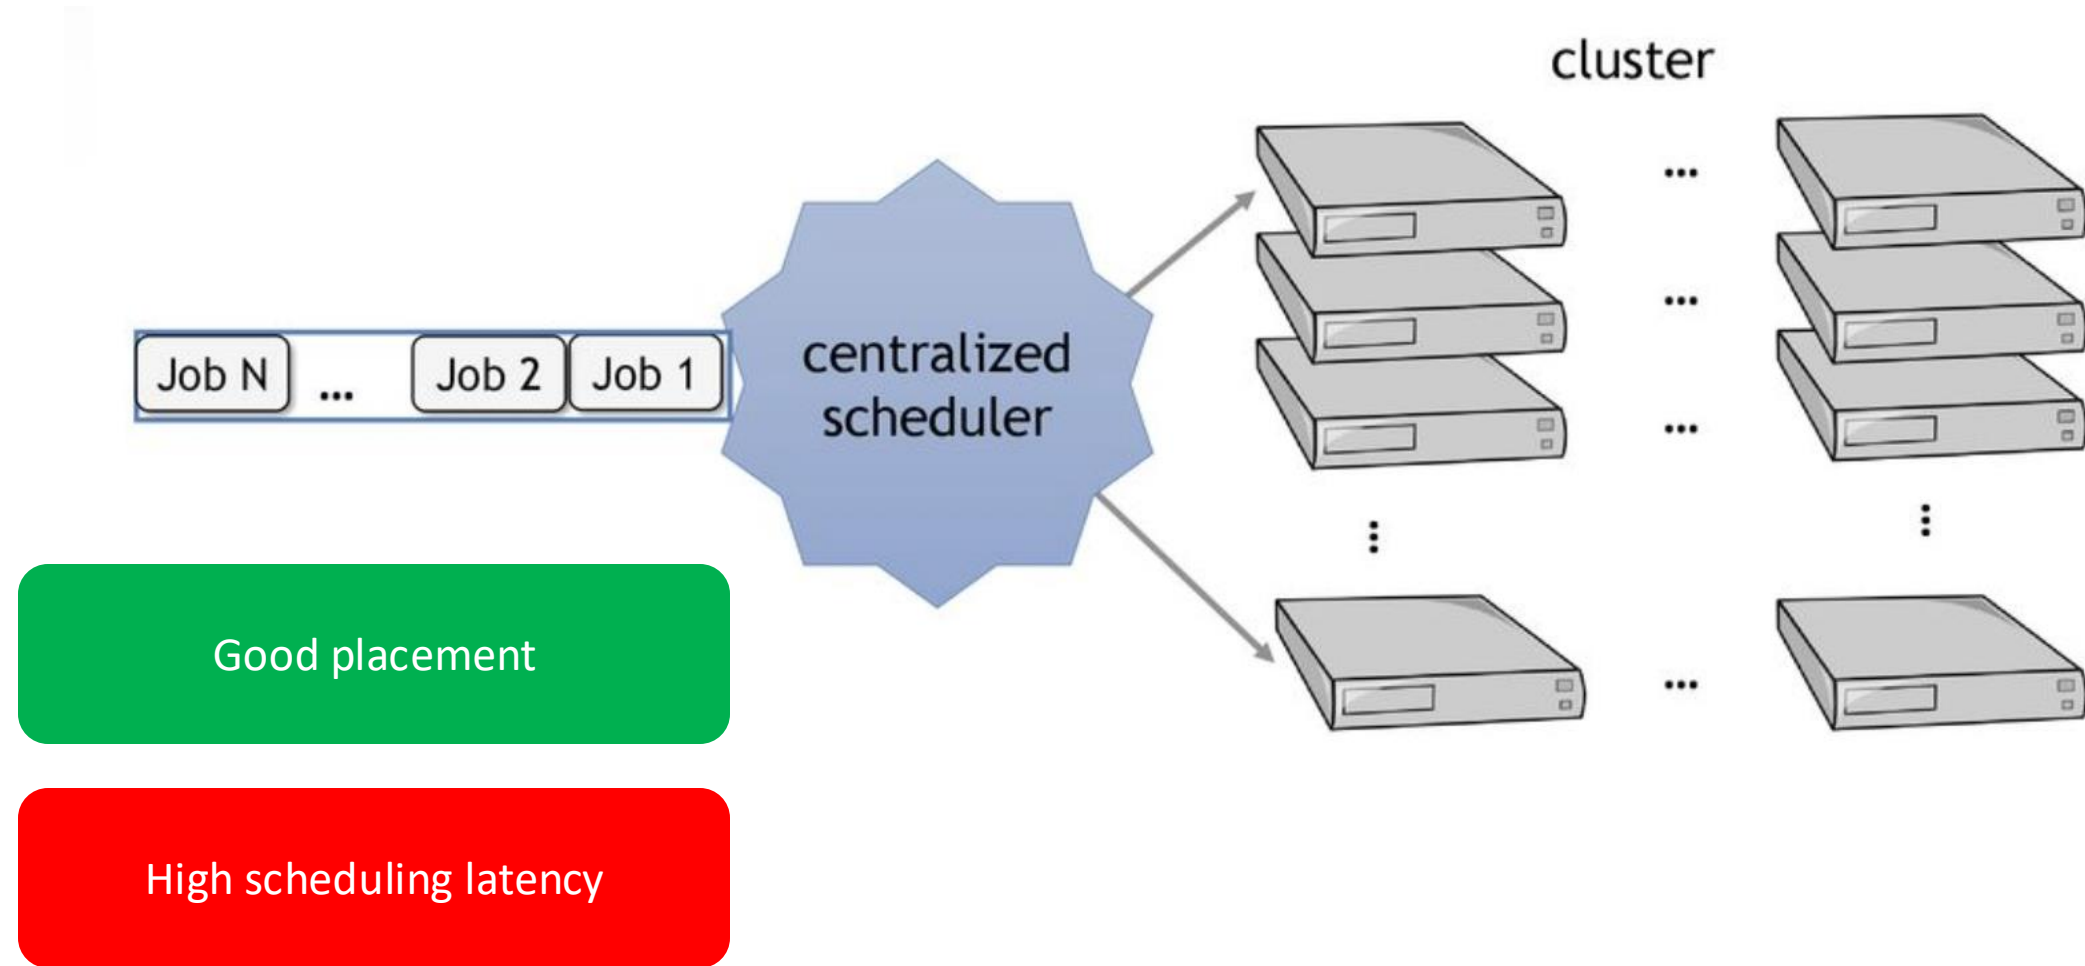 cluster
Job N ... Job 2 Job 1
centralized
scheduler
...
...
...
...
Good placement
High scheduling latency